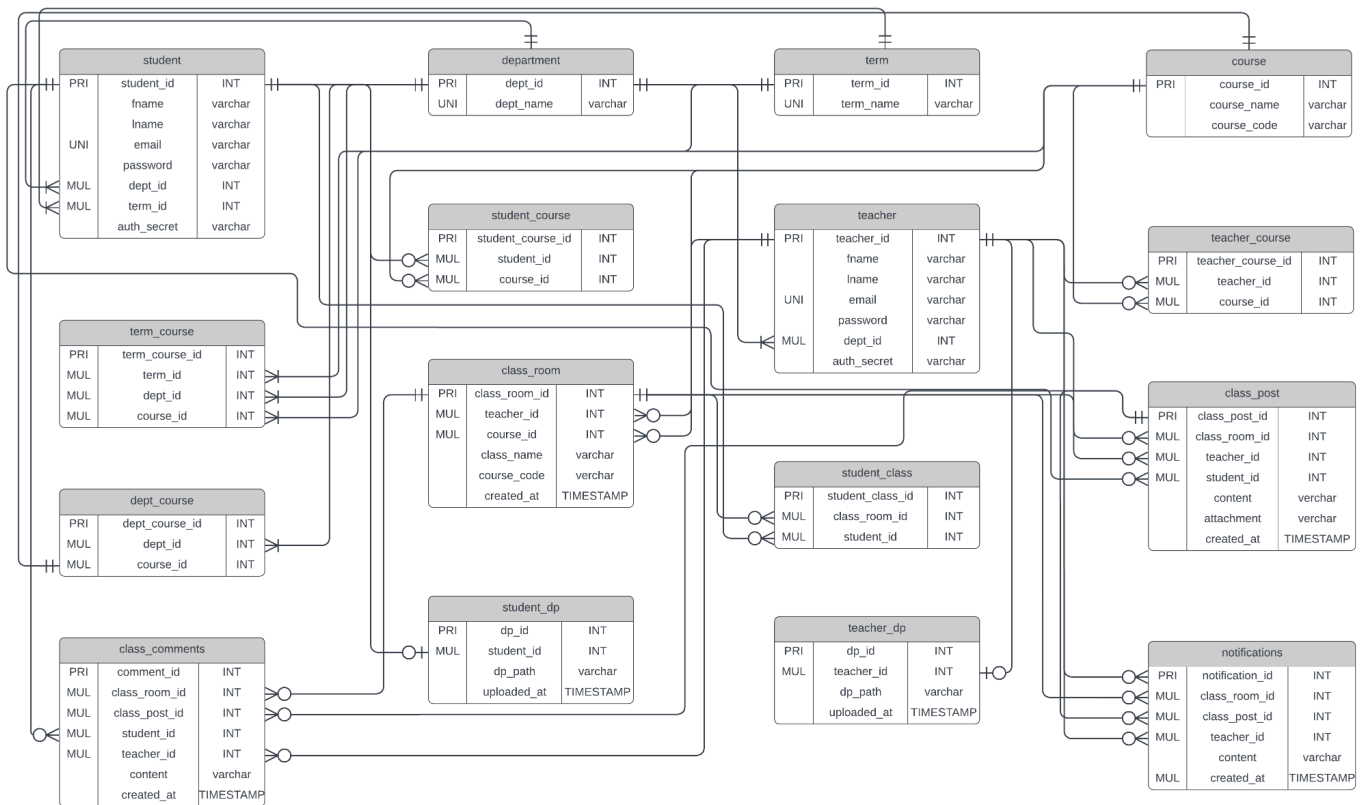 student
PRI student_id INT
fname varchar
lname varchar
UNI email varchar
password varchar
MUL dept_id INT
MUL term_id INT
auth_secret varchar
department
PRI dept_id INT
UNI dept_name varchar
term
PRI term_id INT
UNI term_name varchar
course
PRI course_id INT
course_name varchar
course_code varchar
student_course
PRI student_course_id INT
MUL student_id INT
MUL course_id INT
teacher
PRI teacher_id INT
fname varchar
lname varchar
UNI email varchar
password varchar
MUL dept_id INT
auth_secret varchar
teacher_course
PRI teacher_course_id INT
MUL teacher_id INT
MUL course_id INT
term_course
PRI term_course_id INT
MUL term_id INT
MUL dept_id INT
MUL course_id INT
class_room
PRI class_room_id INT
MUL teacher_id INT
MUL course_id INT
class_name varchar
course_code verchar
created_at TIMESTAMP
class_post
PRI class_post_id INT
MUL class_room_id INT
MUL teacher_id INT
MUL student_id INT
content verchar
attachment verchar
created_at TIMESTAMP
student_class
PRI student_class_id INT
MUL class_room_id INT
MUL student_id INT
dept_course
PRI dept_course_id INT
MUL dept_id INT
MUL course_id INT
student_dp
PRI dp_id INT
MUL student_id INT
dp_path varchar
uploaded_at TIMESTAMP
teacher_dp
PRI dp_id INT
MUL teacher_id INT
dp_path varchar
uploaded_at TIMESTAMP
class_comments
PRI comment_id INT
MUL class_room_id INT
MUL class_post_id INT
MUL student_id INT
MUL teacher_id INT
content varchar
created_at TIMESTAMP
notifications
PRI notification_id INT
MUL class_room_id INT
MUL class_post_id INT
MUL teacher_id INT
content varchar
MUL created_at TIMESTAMP